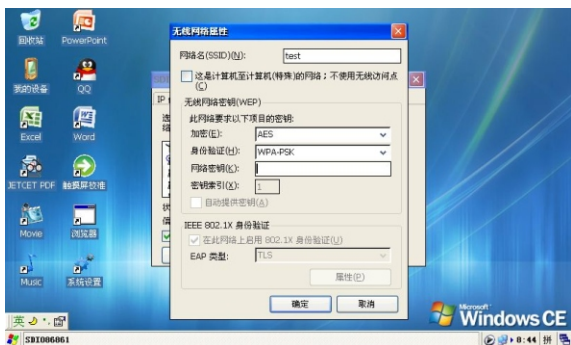 回收站
PowerPoint
我的设备
QQ
Excel
Word
JETCET PDF
触摸屏校准
Movie
浏览器
Music
系统设置
无线网络属性
网络名(SSID)(N):
test
这是计算机至计算机(特殊)的网络；不使用无线访问点
(C)
无线网络密钥(WEP)
此网络要求以下项目的密钥:
加密(E):
AES
身份验证(H):
WPA-PSK
网络密钥(K):
密钥索引(X):
1
自动提供密钥(A)
IEEE 802.1X 身份验证
在此网络上启用 802.1X 身份验证(U)
EAP 类型:
TLS
属性(P)
确定
取消
IP
选
络
状
信
Microsoft
Windows CE
英
SDI006061
8:44
拼